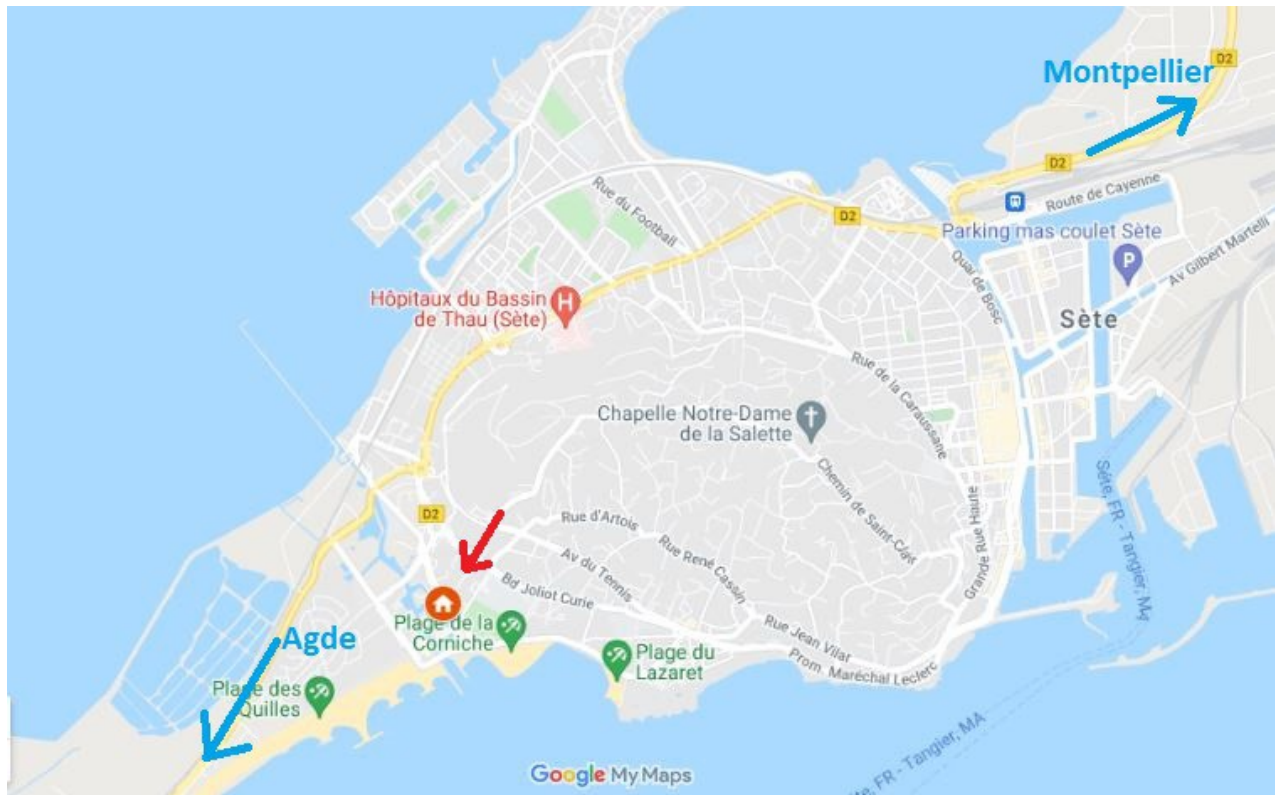 D2
Montpellier
D2
Route de Cayenne
Rue du Football
D2
Parking mas coulet Sète
P
Av Gilbert Martelli
Quai de Bosc
Hôpitaux du Bassin
de Thau (Sète)
H
Sète
Rue de la Caraussane
Chapelle Notre-Dame
de la Salette
Chemin de Saint-Clair
Sète, FR - Tangier, MA
D2
Rue d'Artois
Grande Rue Haute
Rue René Cassin
Av du Tennis
Bd Joliot Curie
Plage de la
Corniche
Rue Jean Vilar
Agde
Plage du
Lazaret
Prom. Maréchal Leclerc
Plage des
Quilles
Google My Maps
FR - Tangier, MA